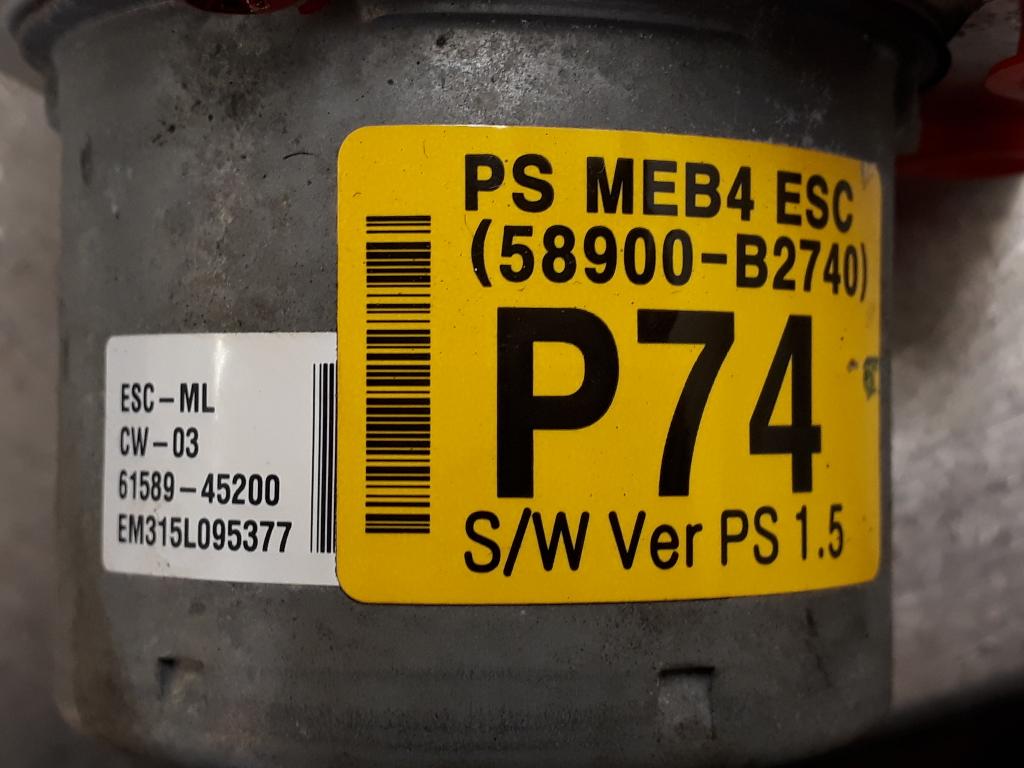 PS MEB4 ESC
(58900-B2740)
P74
S/W Ver PS 1.5
ESC-ML
CW-03
61589-45200
EM315L095377